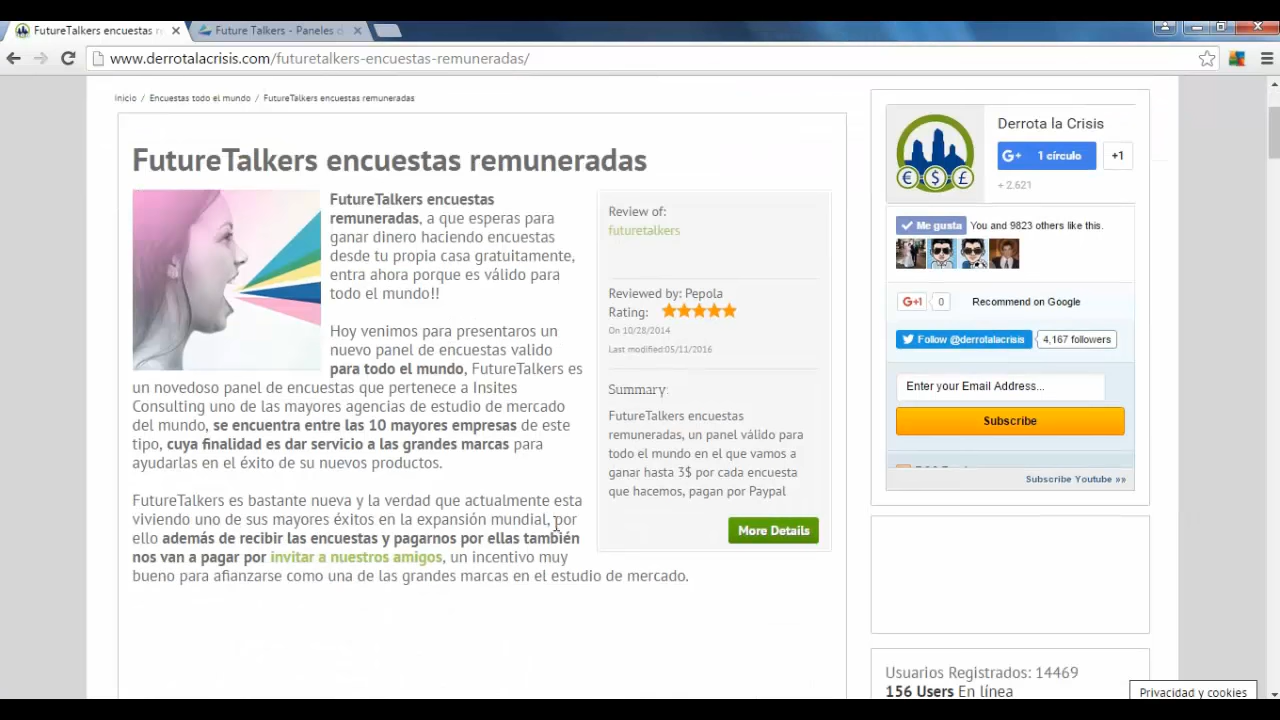 FutureTalkers encuestas r
Future Talkers - Paneles d
www.derrotalacrisis.com/futuretalkers-encuestas-remuneradas/
Inicio / Encuestas todo el mundo / FutureTalkers encuestas remuneradas
FutureTalkers encuestas remuneradas
FutureTalkers encuestas
remuneradas, a que esperas para
ganar dinero haciendo encuestas
desde tu propia casa gratuitamente,
entra ahora porque es válido para
todo el mundo!!
Hoy venimos para presentaros un
nuevo panel de encuestas valido
para todo el mundo, FutureTalkers es
un novedoso panel de encuestas que pertenece a Insites
Consulting uno de las mayores agencias de estudio de mercado
del mundo, se encuentra entre las 10 mayores empresas de este
tipo, cuya finalidad es dar servicio a las grandes marcas para
ayudarlas en el éxito de su nuevos productos.
FutureTalkers es bastante nueva y la verdad que actualmente esta
viviendo uno de sus mayores éxitos en la expansión mundial, por
ello además de recibir las encuestas y pagarnos por ellas también
nos van a pagar por invitar a nuestros amigos, un incentivo muy
bueno para afianzarse como una de las grandes marcas en el estudio de mercado.
Review of:
futuretalkers
Reviewed by: Pepola
Rating:
On 10/28/2014
Last modified:05/11/2016
Summary:
FutureTalkers encuestas
remuneradas, un panel válido para
todo el mundo en el que vamos a
ganar hasta 3$ por cada encuesta
que hacemos, pagan por Paypal
More Details
Derrota la Crisis
G+ 1 círculo +1
+ 2.621
€ $ £
Me gusta You and 9823 others like this.
G+1 0 Recommend on Google
Follow @derrotalacrisis 4,167 followers
Enter your Email Address...
Subscribe
Subscribe Youtube »»
Usuarios Registrados: 14469
156 Users En línea
Privacidad y cookies